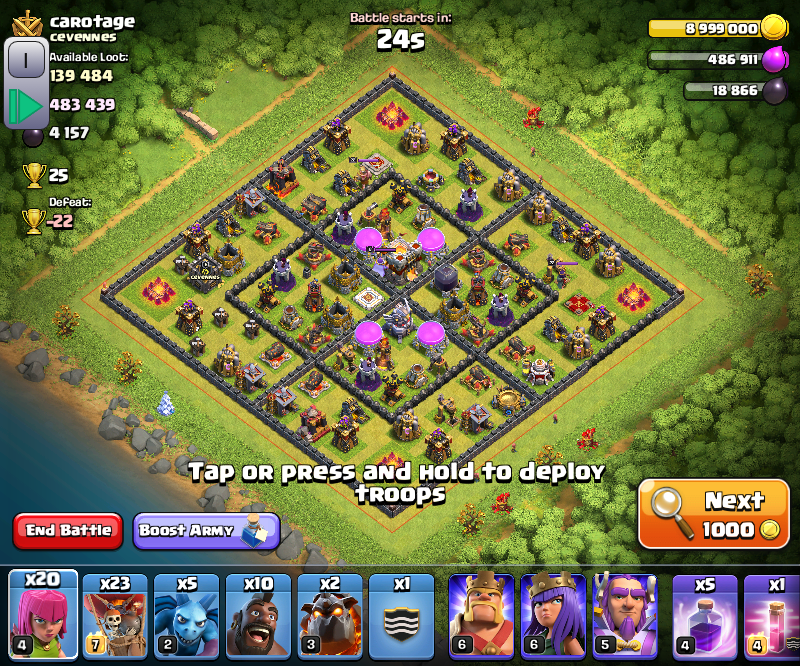 carotage
cevennes
Available Loot:
139 484
483 439
4 157
25
Defeat:
-22
Battle starts in:
24s
8 999 000
486 911
18 866
cevennes
Tap or press and hold to deploy
troops
End Battle
Boost Army
Next
1000
x20
x23
x5
x10
x2
x1
x5
x1
4
7
2
3
6
6
5
4
4